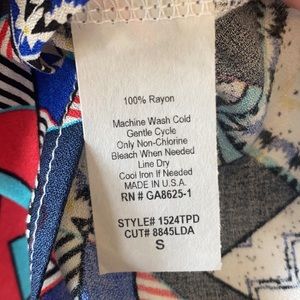 100% Rayon
Machine Wash Cold
Gentle Cycle
Only Non-Chlorine
Bleach When Needed
Line Dry
Cool Iron If Needed
MADE IN U.S.A.
RN # GA8625-1
STYLE# 1524TPD
CUT# 8845LDA
S